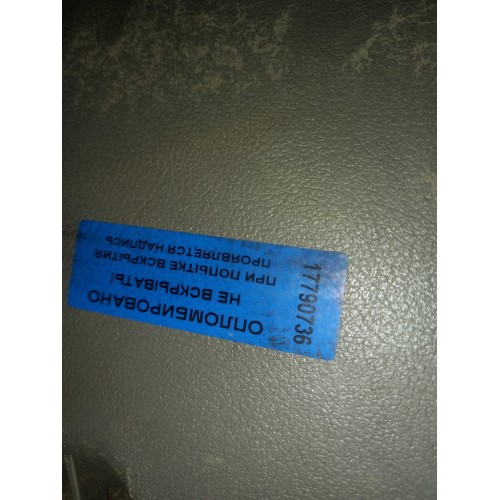 ОПЛОМБИРОВАНО
НЕ ВСКРЫВАТЬ!
ПРИ ПОПЫТКЕ ВСКРЫТИЯ
ПРОЯВЛЯЕТСЯ НАДПИСЬ
17790736